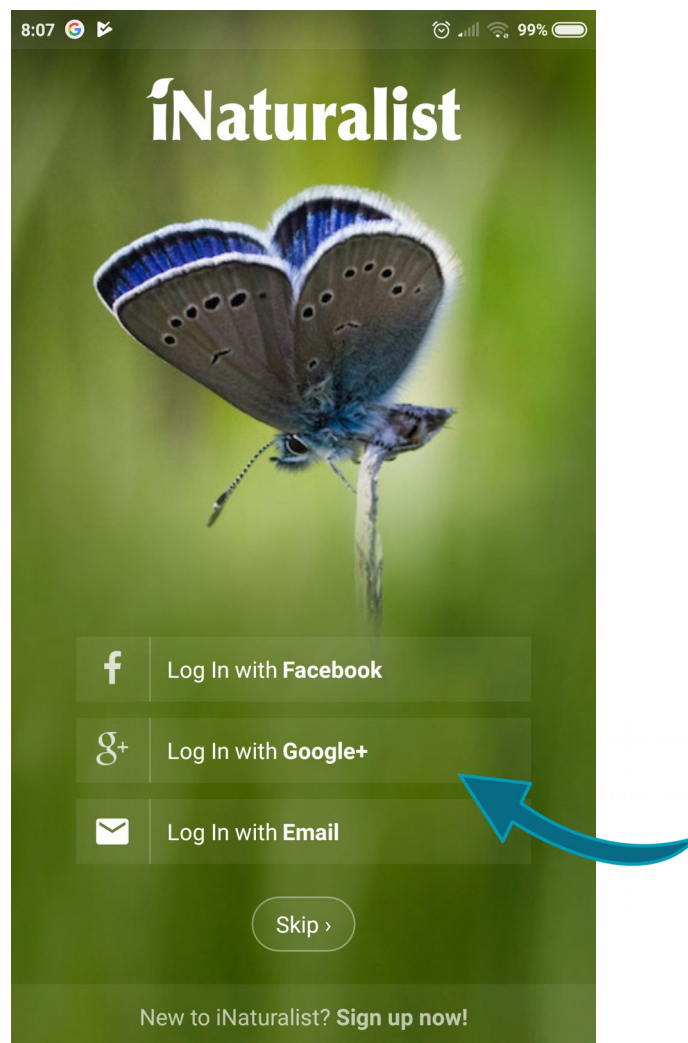 8:07 99%
iNaturalist
f Log In with Facebook
g+ Log In with Google+
Log In with Email
Skip ›
New to iNaturalist? Sign up now!